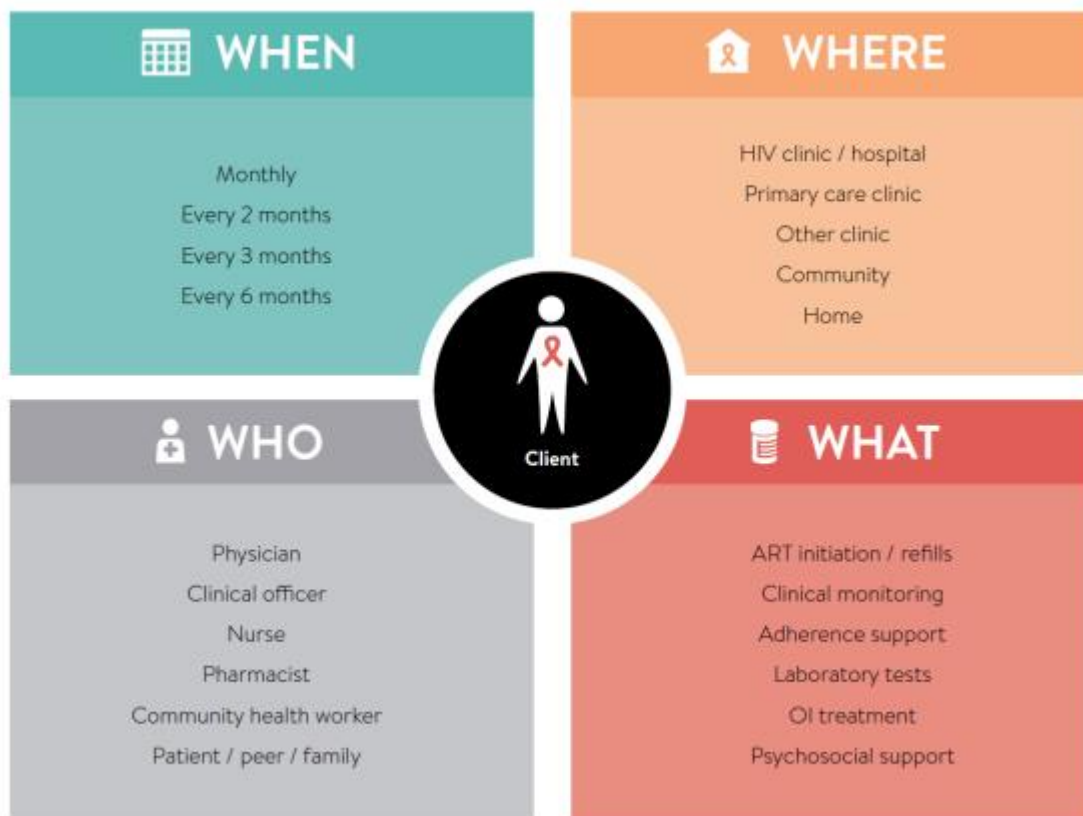 WHEN
Monthly
Every 2 months
Every 3 months
Every 6 months
WHERE
HIV clinic / hospital
Primary care clinic
Other clinic
Community
Home
Client
WHO
Physician
Clinical officer
Nurse
Pharmacist
Community health worker
Patient / peer / family
WHAT
ART initiation / refills
Clinical monitoring
Adherence support
Laboratory tests
OI treatment
Psychosocial support